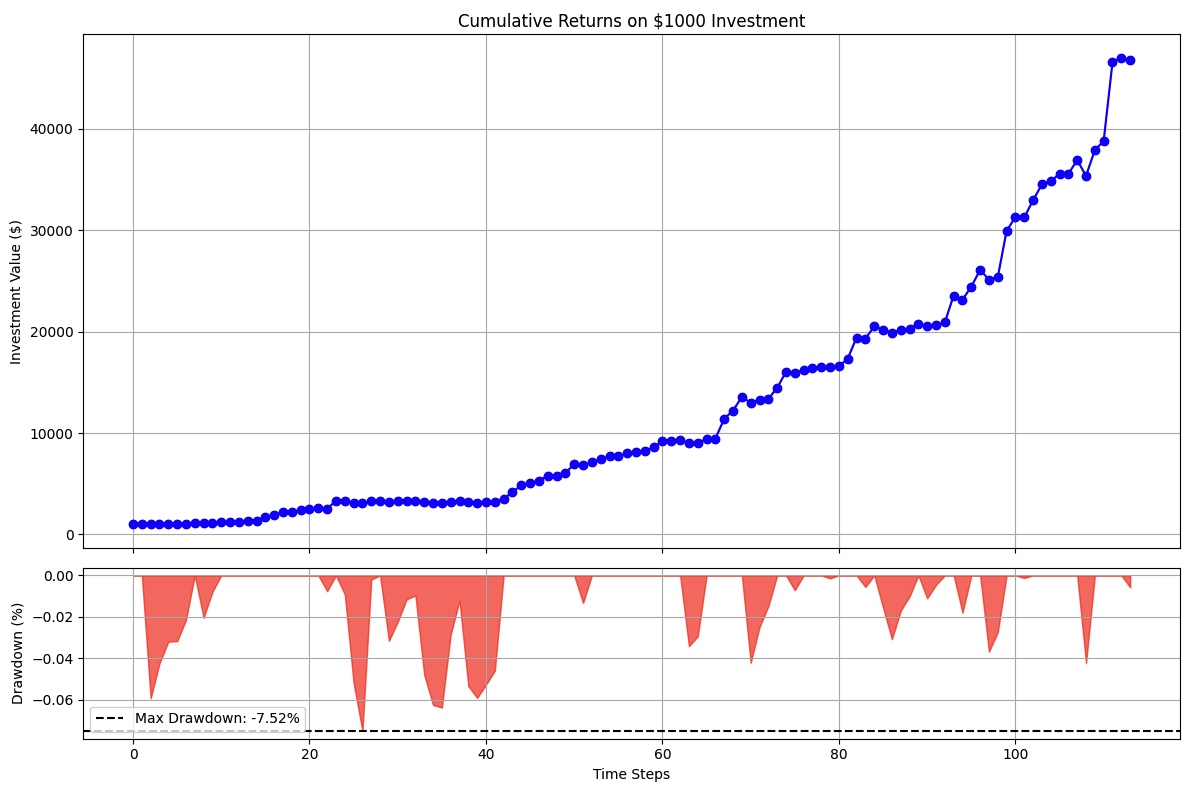 Cumulative Returns on $1000 Investment
Investment Value ($)
40000
30000
20000
10000
0
Drawdown (%)
0.00
−0.02
−0.04
−0.06
Max Drawdown: -7.52%
0 20 40 60 80 100
Time Steps